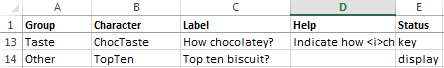 A B C D E
1 Group Character Label Help Status
13 Taste ChocTaste How chocolatey? Indicate how <i>ch key
14 Other TopTen Top ten biscuit? display